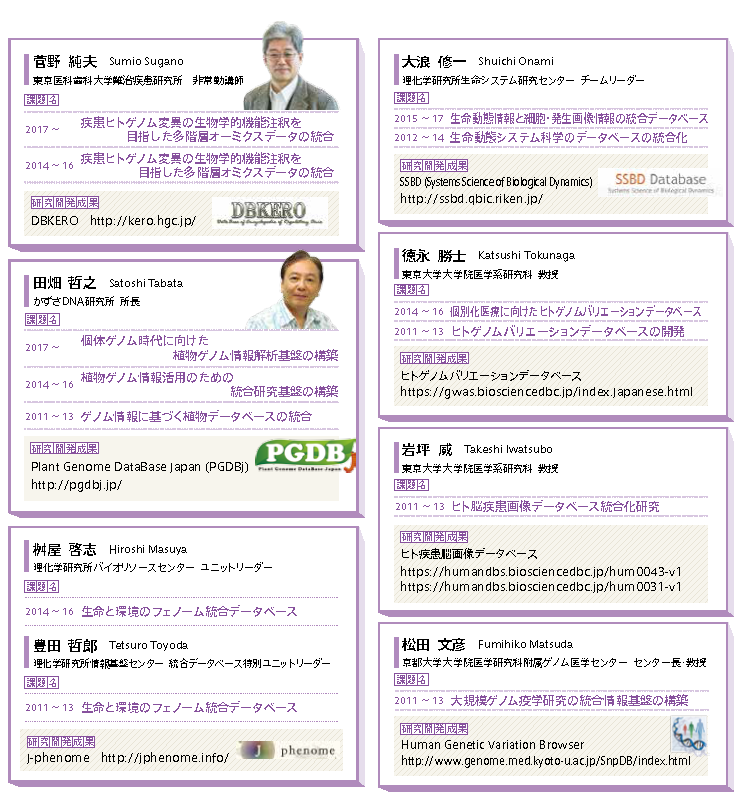 菅野 純夫 Sumio Sugano
東京医科歯科大学難治疾患研究所 非常勤講師
課題名
2017～ 疾患ヒトゲノム変異の生物学的機能注釈を
目指した多階層オーミクスデータの統合
2014～16 疾患ヒトゲノム変異の生物学的機能注釈を
目指した多階層オミクスデータの統合
研究開発成果
DBKERO http://kero.hgc.jp/
DBKERO
田畑 哲之 Satoshi Tabata
かずさDNA研究所 所長
課題名
2017～ 個体ゲノム時代に向けた
植物ゲノム情報解析基盤の構築
2014～16 植物ゲノム情報活用のための
統合研究基盤の構築
2011～13 ゲノム情報に基づく植物データベースの統合
研究開発成果
Plant Genome DataBase Japan (PGDBj)
http://pgdbj.jp/
PGDBj
Plant Genome DataBase Japan
桝屋 啓志 Hiroshi Masuya
理化学研究所バイオリソースセンター ユニットリーダー
課題名
2014～16 生命と環境のフェノーム統合データベース
豊田 哲郎 Tetsuro Toyoda
理化学研究所情報基盤センター 統合データベース特別ユニットリーダー
課題名
2011～13 生命と環境のフェノーム統合データベース
研究開発成果
J-phenome http://jphenome.info/
J phenome
大浪 修一 Shuichi Onami
理化学研究所生命システム研究センター チームリーダー
課題名
2015～17 生命動態情報と細胞・発生画像情報の統合データベース
2012～14 生命動態システム科学のデータベースの統合化
研究開発成果
SSBD (Systems Science of Biological Dynamics)
http://ssbd.qbic.riken.jp/
SSBD Database
Systems Science of Biological Dynamics
徳永 勝士 Katsushi Tokunaga
東京大学大学院医学系研究科 教授
課題名
2014～16 個別化医療に向けたヒトゲノムバリエーションデータベース
2011～13 ヒトゲノムバリエーションデータベースの開発
研究開発成果
ヒトゲノムバリエーションデータベース
https://gwas.biosciencedbc.jp/index.Japanese.html
岩坪 威 Takeshi Iwatsubo
東京大学大学院医学系研究科 教授
課題名
2011～13 ヒト脳疾患画像データベース統合化研究
研究開発成果
ヒト疾患脳画像データベース
https://humandbs.biosciencedbc.jp/hum0043-v1
https://humandbs.biosciencedbc.jp/hum0031-v1
松田 文彦 Fumihiko Matsuda
京都大学大学院医学研究科附属ゲノム医学センター センター長・教授
課題名
2011～13 大規模ゲノム疫学研究の統合情報基盤の構築
研究開発成果
Human Genetic Variation Browser
http://www.genome.med.kyoto-u.ac.jp/SnpDB/index.html